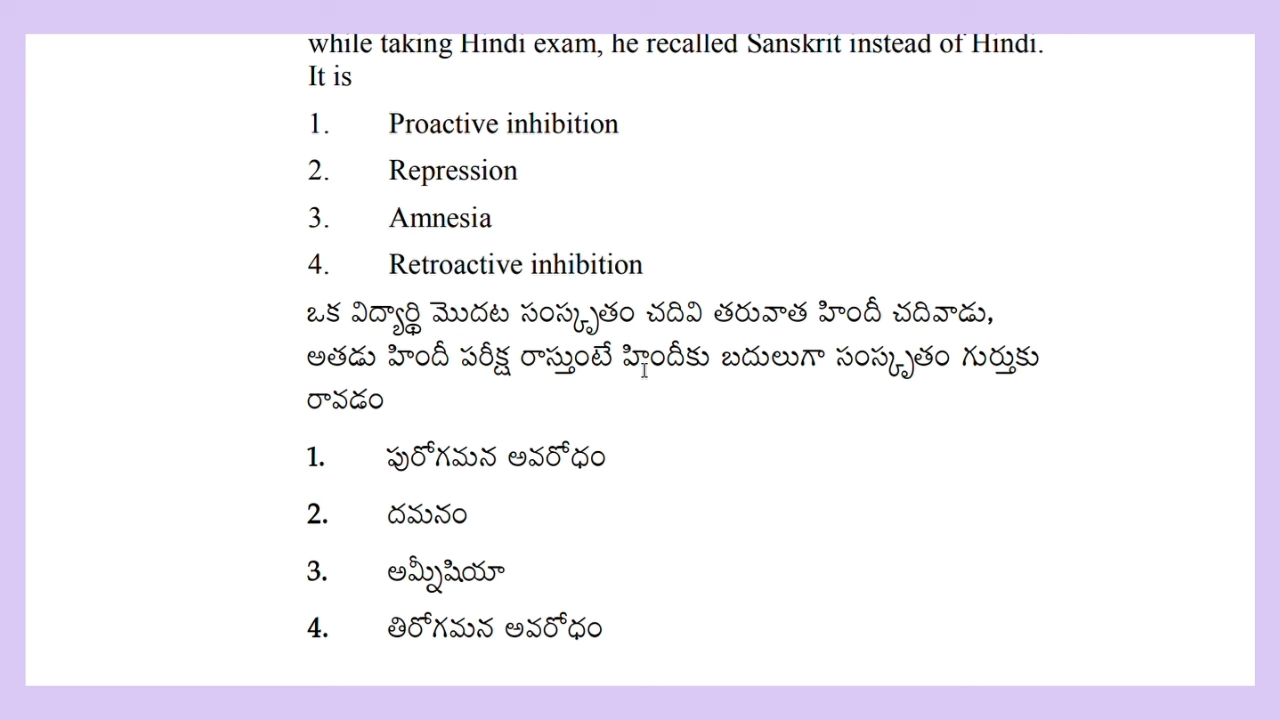 while taking Hindi exam, he recalled Sanskrit instead of Hindi.
It is
1. Proactive inhibition
2. Repression
3. Amnesia
4. Retroactive inhibition
ఒక విద్యార్థి మొదట సంస్కృతం చదివి తరువాత హిందీ చదివాడు,
అతడు హిందీ పరీక్ష రాస్తుంటే హిందీకు బదులుగా సంస్కృతం గుర్తుకు
రావడం
1. పురోగమన అవరోధం
2. దమనం
3. అమ్నీషియా
4. తిరోగమన అవరోధం